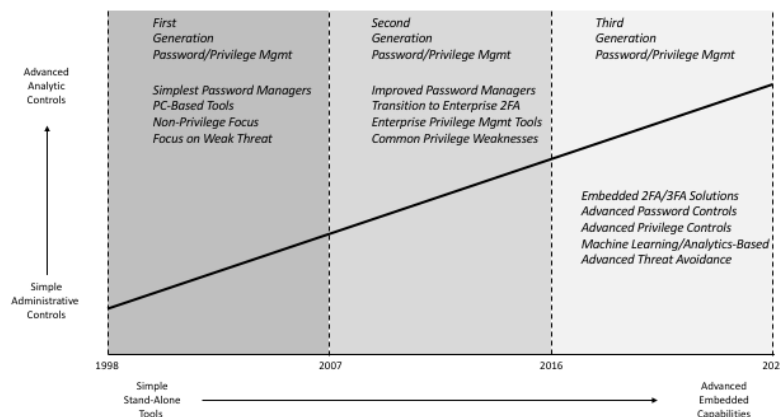 First
Generation
Password/Privilege Mgmt
Second
Generation
Password/Privilege Mgmt
Third
Generation
Password/Privilege Mgmt
Advanced
Analytic
Controls
Simplest Password Managers
PC-Based Tools
Non-Privilege Focus
Focus on Weak Threat
Improved Password Managers
Transition to Enterprise 2FA
Enterprise Privilege Mgmt Tools
Common Privilege Weaknesses
Embedded 2FA/3FA Solutions
Advanced Password Controls
Advanced Privilege Controls
Machine Learning/Analytics-Based
Advanced Threat Avoidance
Simple
Administrative
Controls
1998
2007
2016
202
Simple
Stand-Alone
Tools
Advanced
Embedded
Capabilities